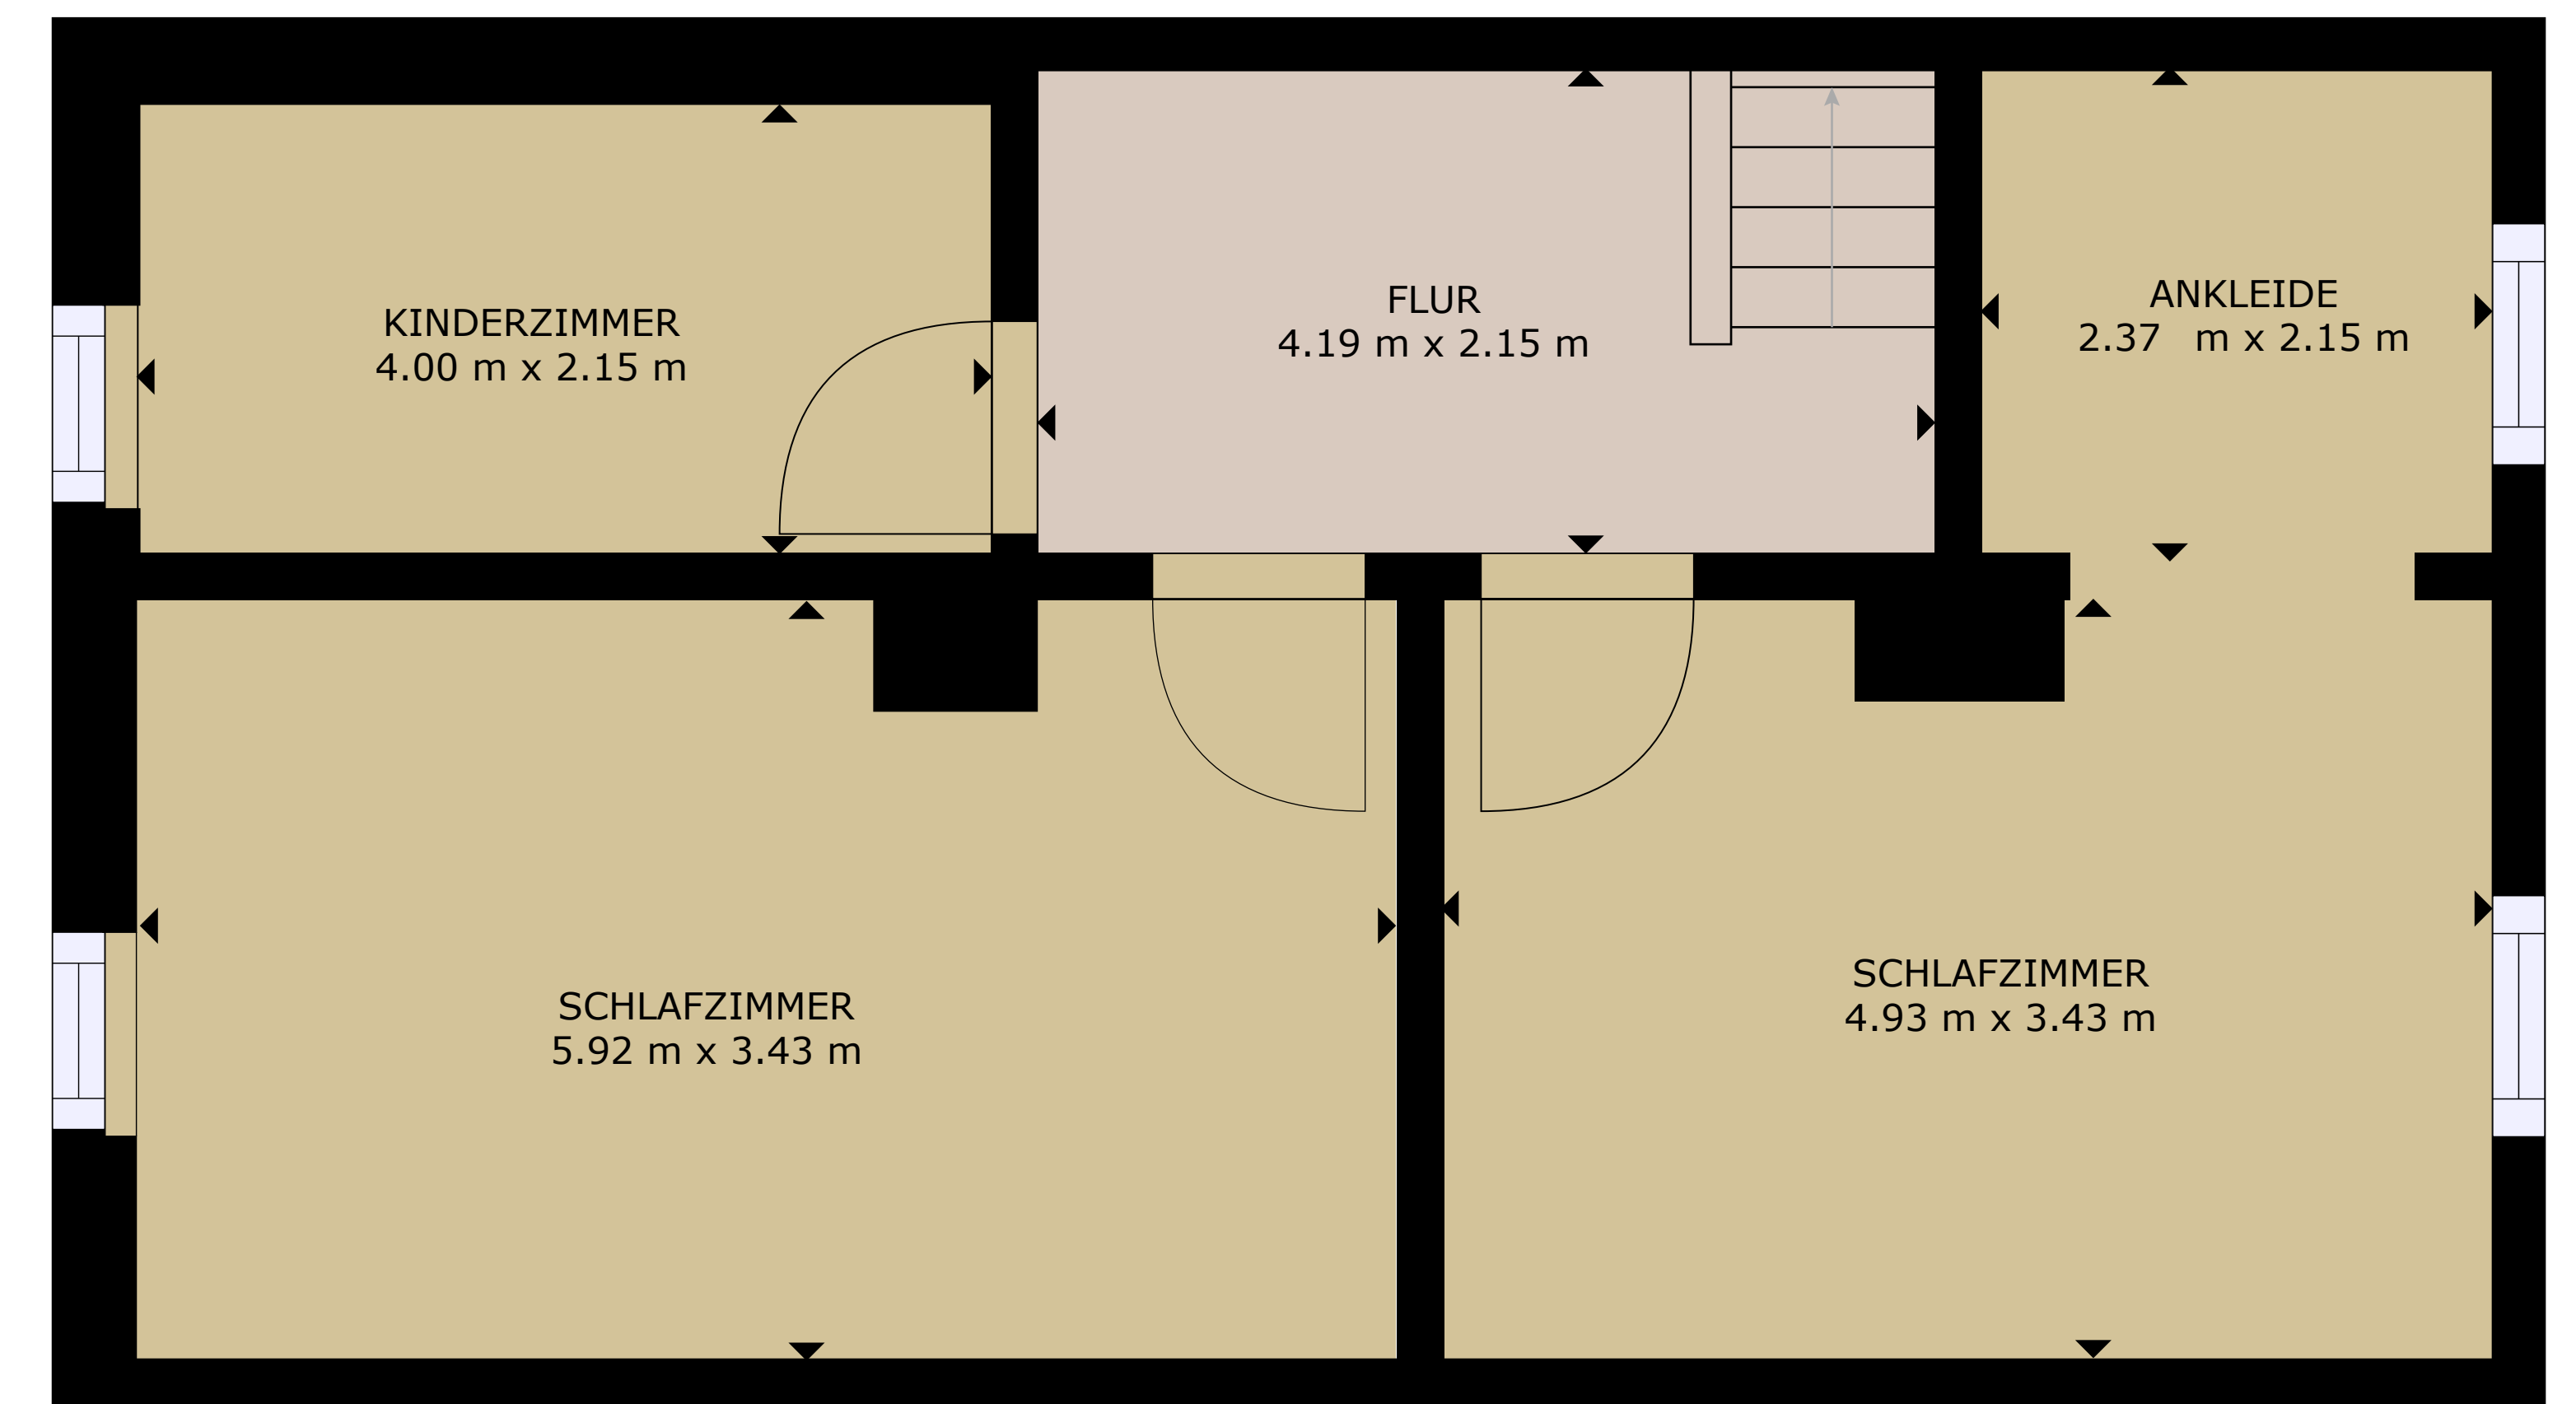 KINDERZIMMER
4.00 m x 2.15 m
FLUR
4.19 m x 2.15 m
ANKLEIDE
2.37 m x 2.15 m
SCHLAFZIMMER
5.92 m x 3.43 m
SCHLAFZIMMER
4.93 m x 3.43 m